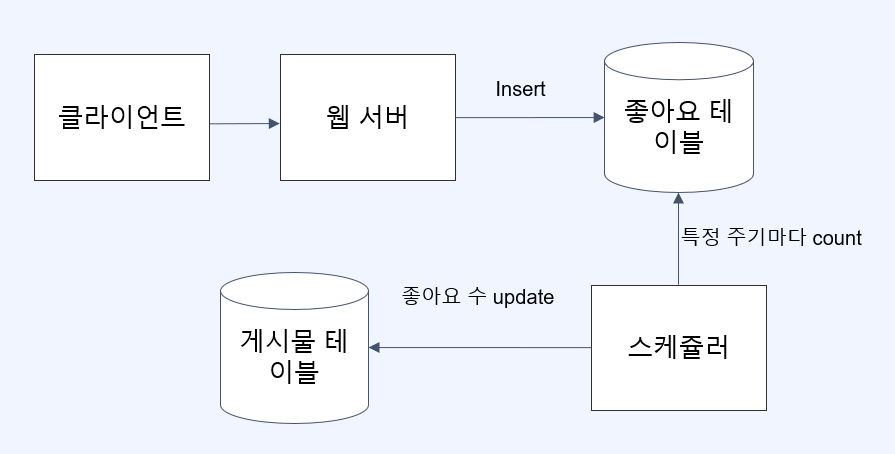 클라이언트
웹 서버
Insert
좋아요 테
이블
특정 주기마다 count
좋아요 수 update
게시물 테
이블
스케쥴러